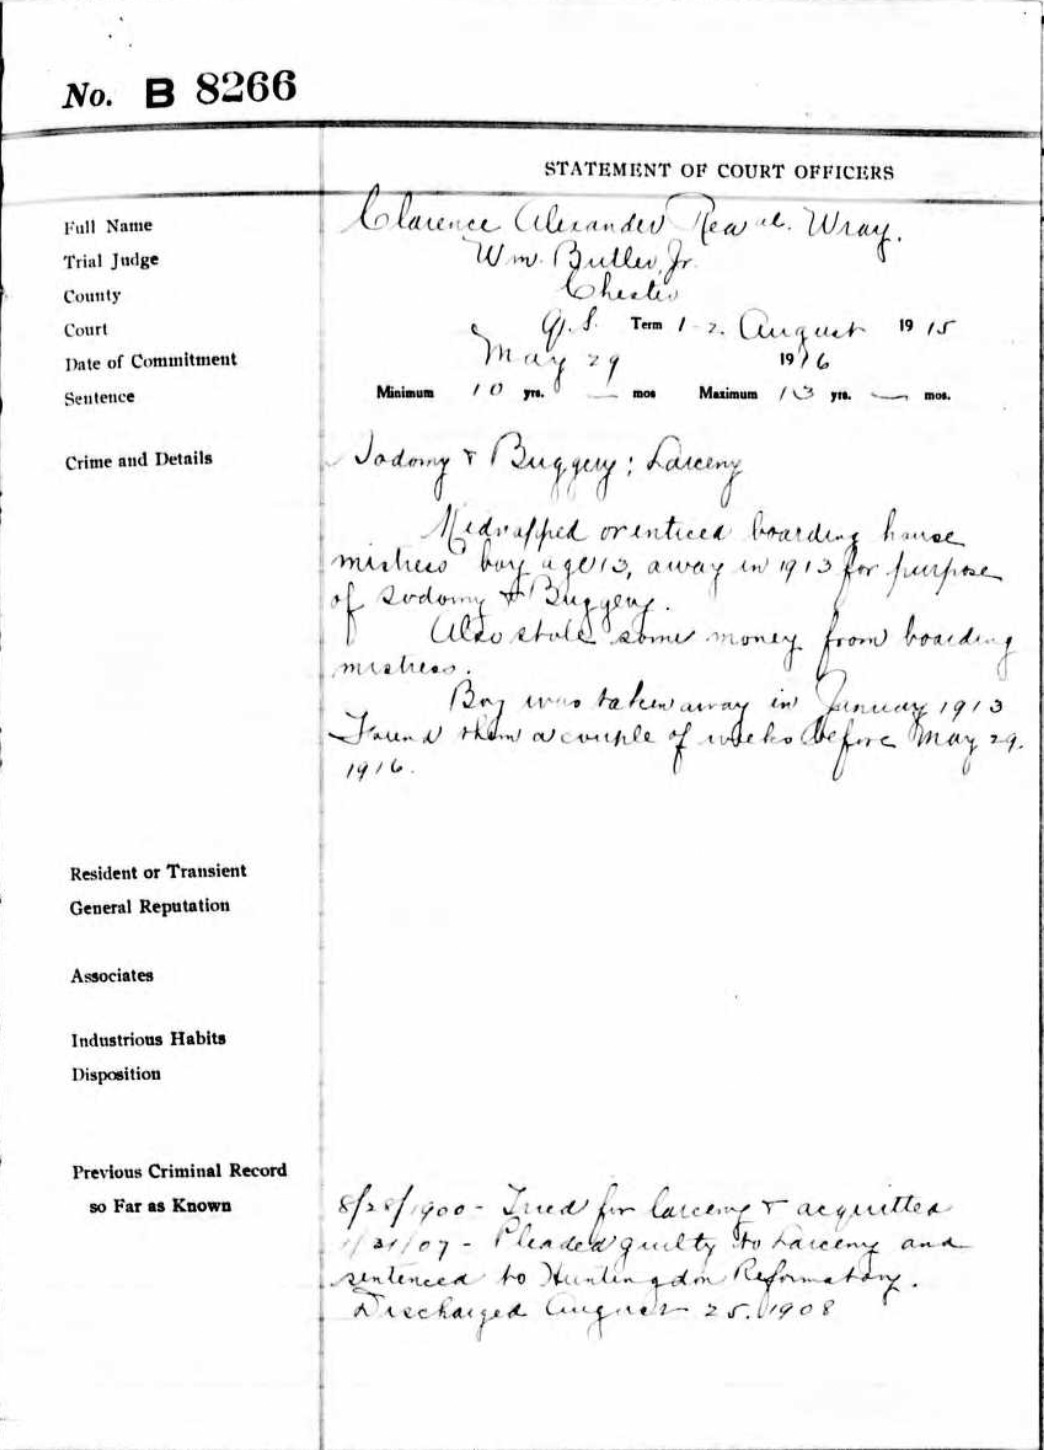 No. B 8266
STATEMENT OF COURT OFFICERS
Full Name Clarence Alexander Rea al. Wray.
Trial Judge Wm. Butler, Jr.
County Chester
Court Q.S. Term 1-2. August 1915
Date of Commitment May 29 1916
Sentence Minimum 10 yrs. — mos Maximum 13 yrs. — mos.
Crime and Details Sodomy & Buggery; Larceny
Kidnapped or enticed boarding house
mistress' boy age 13, away in 1913 for purpose
of Sodomy & Buggery.
Also stole some money from boarding
mistress.
Boy was taken away in January 1913
Found them a couple of weeks before May 29.
1916.
Resident or Transient
General Reputation
Associates
Industrious Habits
Disposition
Previous Criminal Record
so Far as Known 8/28/1900 - Tried for larceny & acquitted
/31/07 - Pleaded guilty to Larceny and
sentenced to Huntingdon Reformatory.
Discharged August 25. 1908